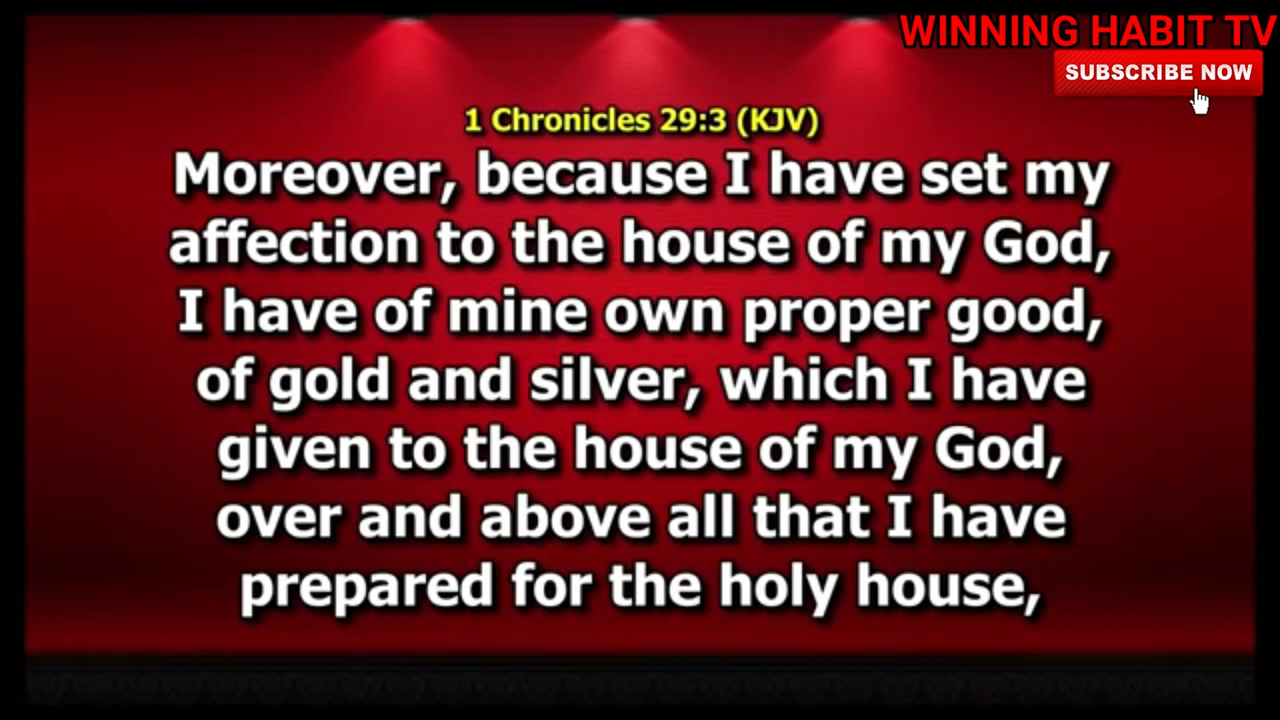 WINNING HABIT TV
SUBSCRIBE NOW
1 Chronicles 29:3 (KJV)
Moreover, because I have set my
affection to the house of my God,
I have of mine own proper good,
of gold and silver, which I have
given to the house of my God,
over and above all that I have
prepared for the holy house,